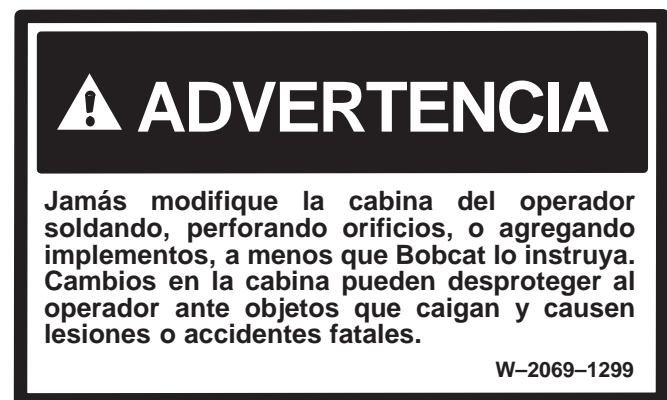 ADVERTENCIA
Jamás modifique la cabina del operador
soldando, perforando orificios, o agregando
implementos, a menos que Bobcat lo instruya.
Cambios en la cabina pueden desproteger al
operador ante objetos que caigan y causen
lesiones o accidentes fatales.
W–2069–1299